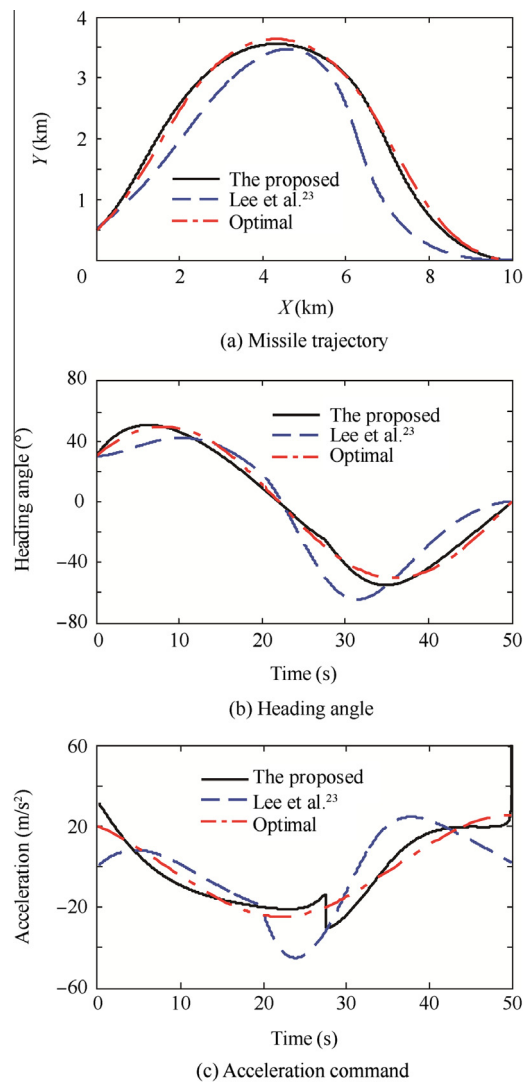 4
3
2
1
0
2
4
6
8
10
Y (km)
The proposed
Lee et al.23
Optimal
X (km)
(a) Missile trajectory
80
40
0
−40
−80
0
10
20
30
40
50
Heading angle (°)
The proposed
Lee et al.23
Optimal
Time (s)
(b) Heading angle
60
20
−20
−60
0
10
20
30
40
50
Acceleration (m/s²)
The proposed
Lee et al.23
Optimal
Time (s)
(c) Acceleration command